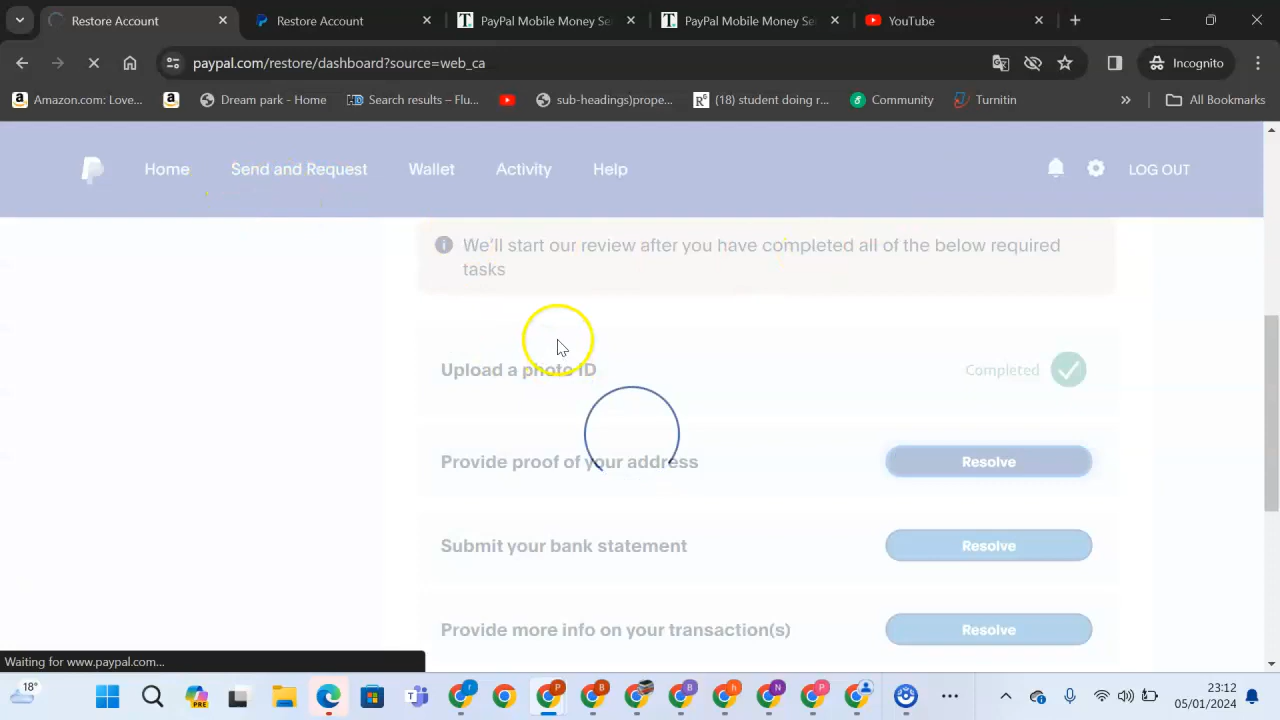 Restore Account
Restore Account
PayPal Mobile Money Se
PayPal Mobile Money Se
YouTube
paypal.com/restore/dashboard?source=web_ca
Incognito
Amazon.com: Love...
Dream park - Home
Search results – Flu...
sub-headings)prope...
(18) student doing r...
Community
Turnitin
»
All Bookmarks
Home
Send and Request
Wallet
Activity
Help
LOG OUT
We'll start our review after you have completed all of the below required
tasks
Upload a photo ID
Completed
Provide proof of your address
Resolve
Submit your bank statement
Resolve
Provide more info on your transaction(s)
Resolve
Waiting for www.paypal.com...
18°
PRE
23:12
05/01/2024